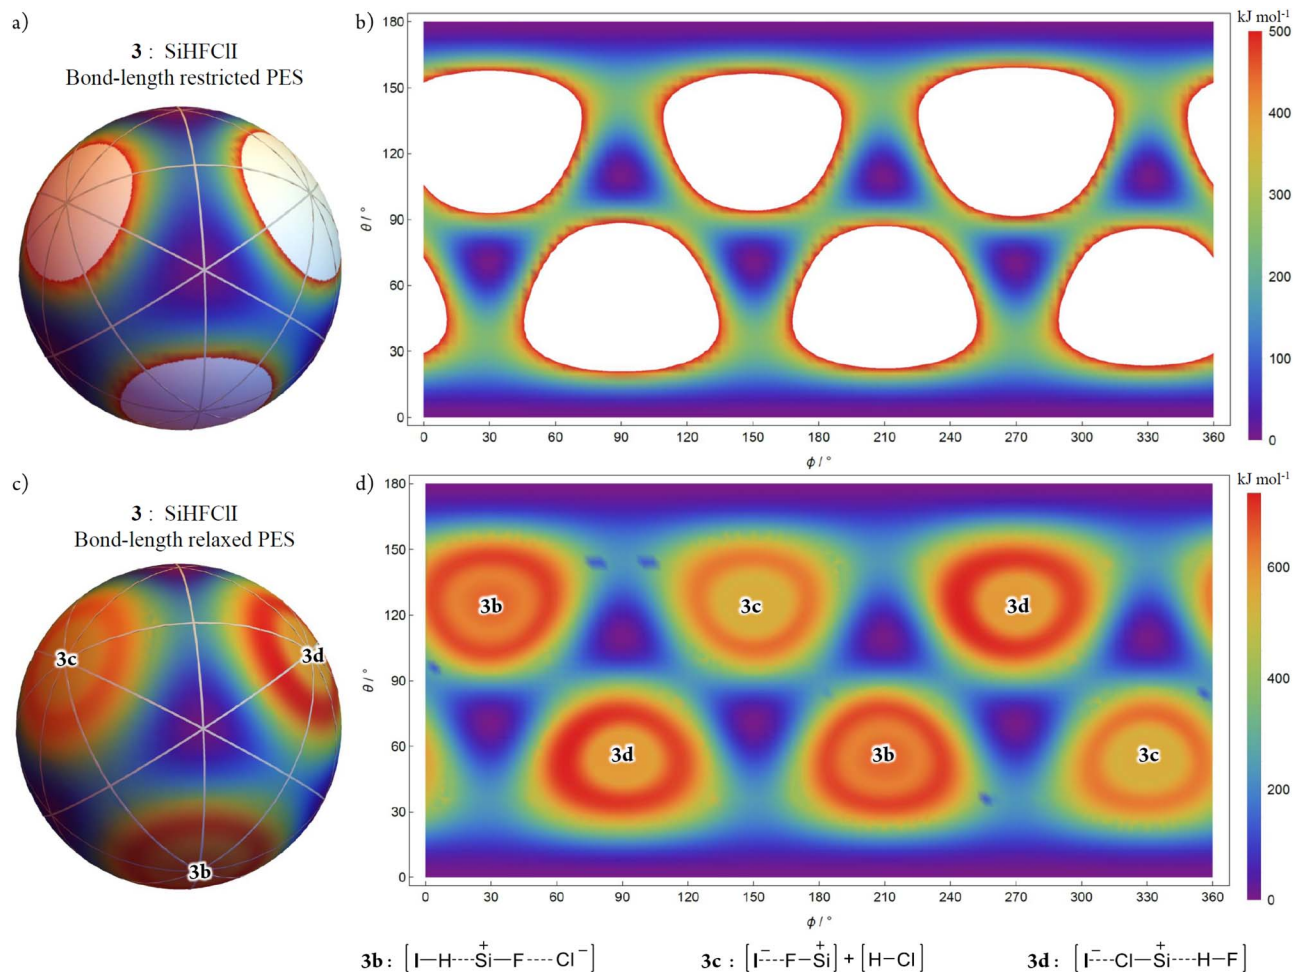 a)
3 : SiHFClI
Bond-length restricted PES
b)
kJ mol-1
180
150
120
90
60
30
0
θ / °
0 30 60 90 120 150 180 210 240 270 300 330 360
ϕ / °
500
400
300
200
100
0
c)
3 : SiHFClI
Bond-length relaxed PES
3c
3d
3b
d)
kJ mol-1
180
150
120
90
60
30
0
θ / °
3b 3c 3d
3d 3b 3c
0 30 60 90 120 150 180 210 240 270 300 330 360
ϕ / °
600
400
200
0
3b : [I—H----Si+—F----Cl−] 3c : [I−----F—Si+] + [H—Cl] 3d : [I−----Cl—Si+----H—F]